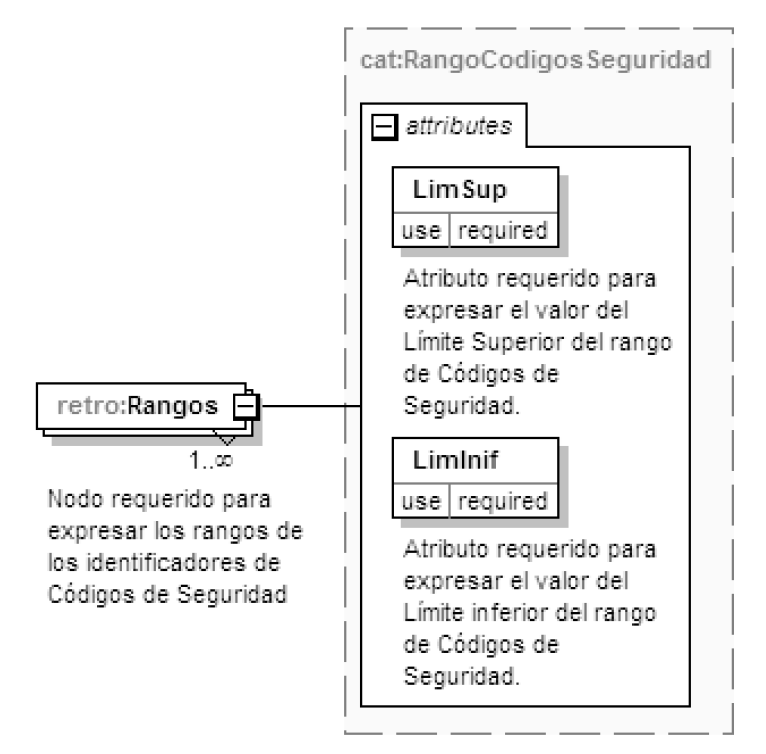 cat:RangoCodigosSeguridad
attributes
LimSup
use required
Atributo requerido para
expresar el valor del
Límite Superior del rango
de Códigos de
Seguridad.
retro:Rangos
1..∞
Nodo requerido para
expresar los rangos de
los identificadores de
Códigos de Seguridad
LimInif
use required
Atributo requerido para
expresar el valor del
Límite inferior del rango
de Códigos de
Seguridad.